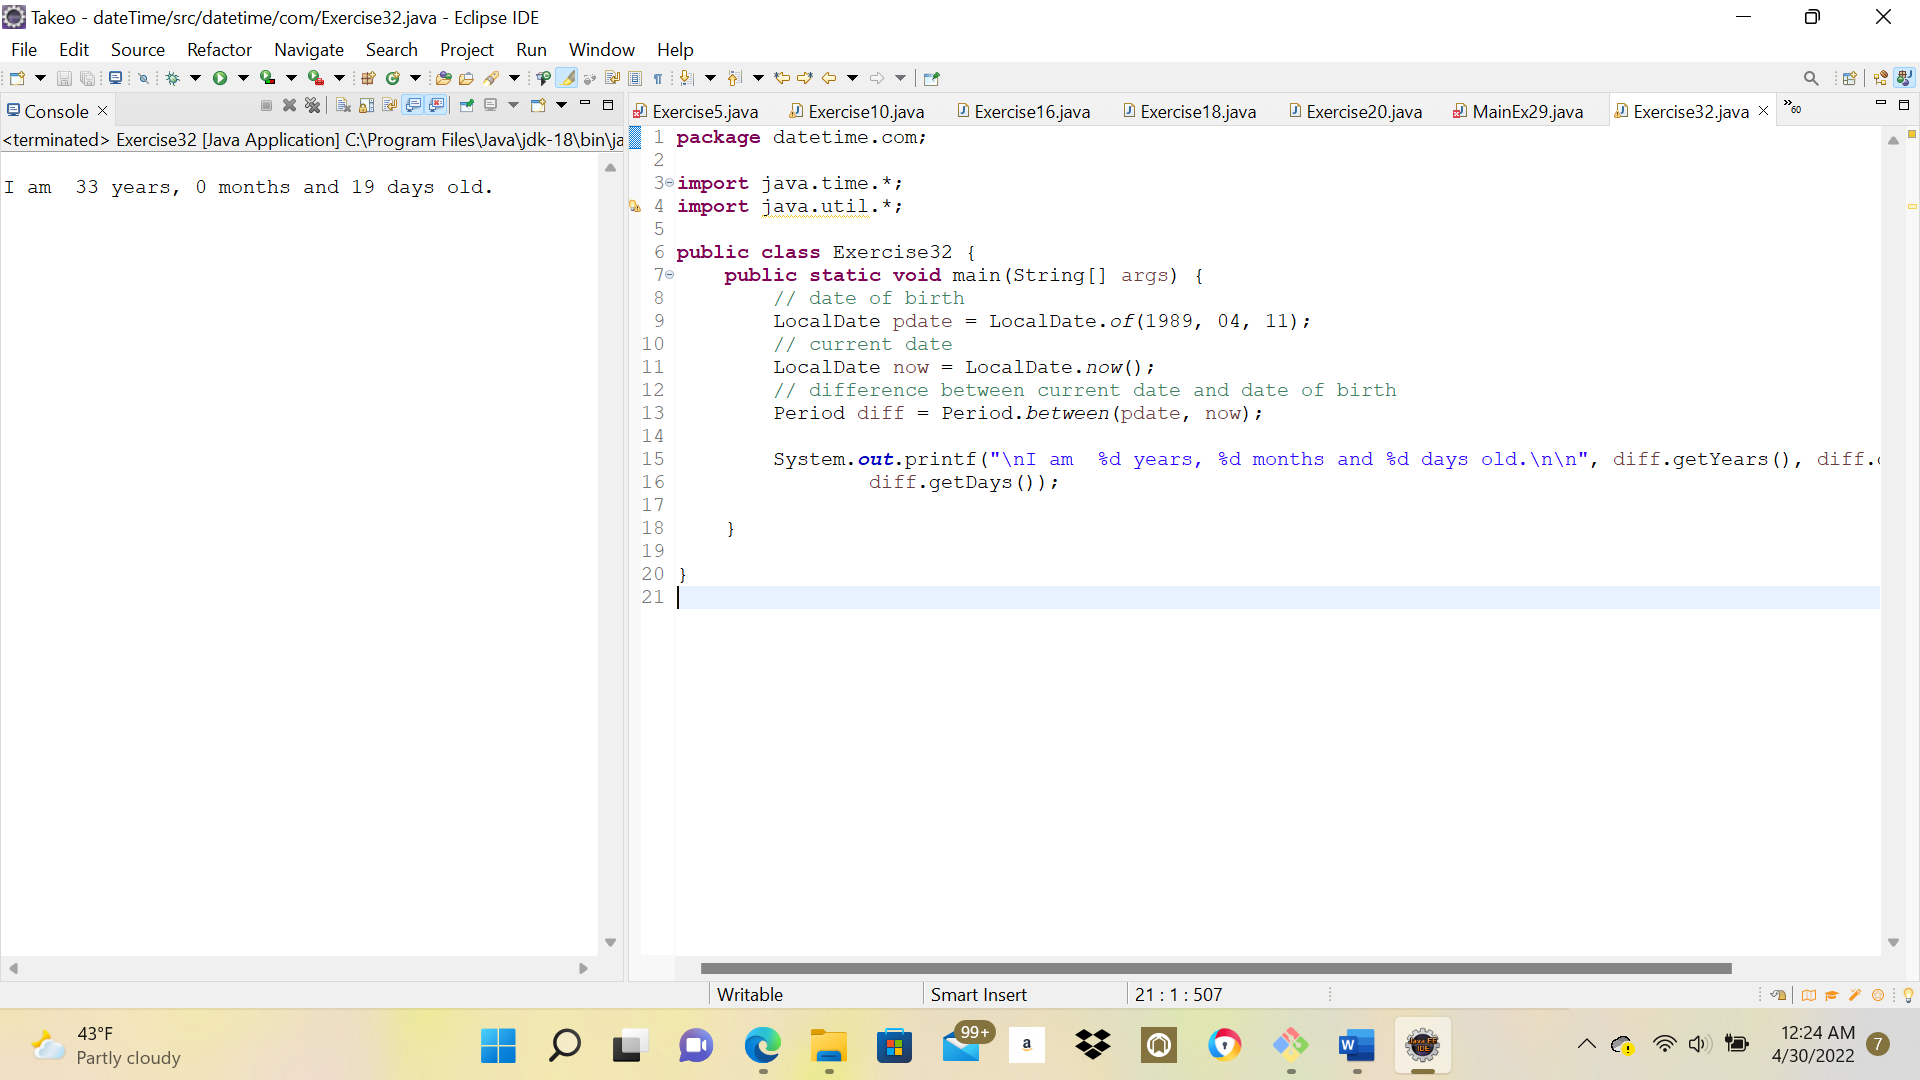 Takeo - dateTime/src/datetime/com/Exercise32.java - Eclipse IDE
File Edit Source Refactor Navigate Search Project Run Window Help
Console
<terminated> Exercise32 [Java Application] C:\Program Files\Java\jdk-18\bin\ja
I am  33 years, 0 months and 19 days old.
Exercise5.java Exercise10.java Exercise16.java Exercise18.java Exercise20.java MainEx29.java Exercise32.java »60
1 package datetime.com;
2
3 import java.time.*;
4 import java.util.*;
5
6 public class Exercise32 {
7     public static void main(String[] args) {
8         // date of birth
9         LocalDate pdate = LocalDate.of(1989, 04, 11);
10         // current date
11         LocalDate now = LocalDate.now();
12         // difference between current date and date of birth
13         Period diff = Period.between(pdate, now);
14
15         System.out.printf("\nI am  %d years, %d months and %d days old.\n\n", diff.getYears(), diff.
16                 diff.getDays());
17
18     }
19
20 }
21
Writable Smart Insert 21 : 1 : 507
43°F
Partly cloudy
99+
a
W
Java EE
IDE
12:24 AM
4/30/2022
7